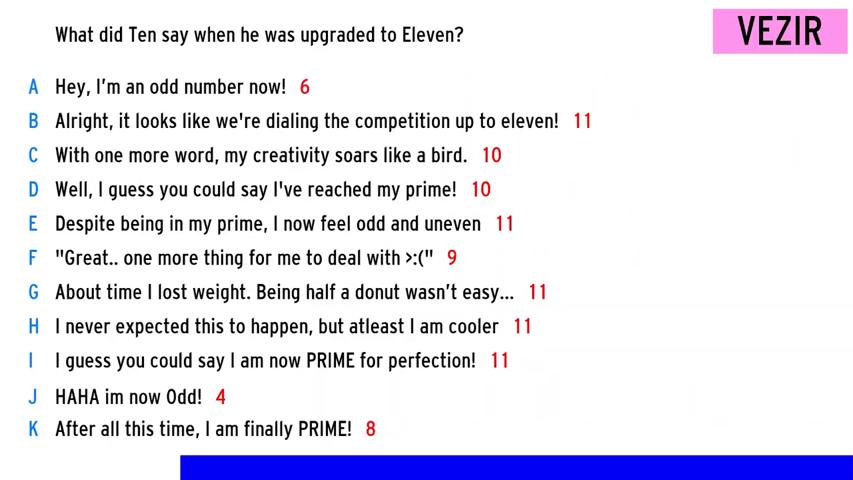 What did Ten say when he was upgraded to Eleven?
VEZIR
A Hey, I'm an odd number now! 6
B Alright, it looks like we're dialing the competition up to eleven! 11
C With one more word, my creativity soars like a bird. 10
D Well, I guess you could say I've reached my prime! 10
E Despite being in my prime, I now feel odd and uneven 11
F "Great.. one more thing for me to deal with >:(" 9
G About time I lost weight. Being half a donut wasn't easy... 11
H I never expected this to happen, but atleast I am cooler 11
I I guess you could say I am now PRIME for perfection! 11
J HAHA im now Odd! 4
K After all this time, I am finally PRIME! 8